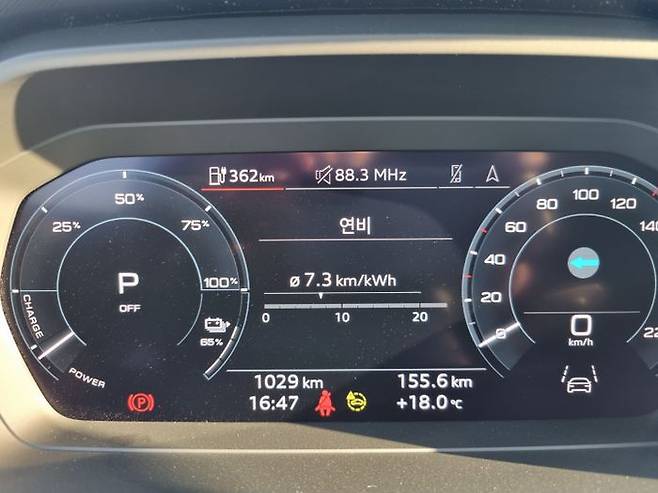 362km 88.3 MHz
50%
25% 75%
100%
P
OFF
CHARGE
POWER
65%
연비
ø 7.3 km/kWh
0 10 20
1029 km 155.6 km
16:47 +18.0 °C
P
80 100 120
60 140
40
20
0
0
km/h